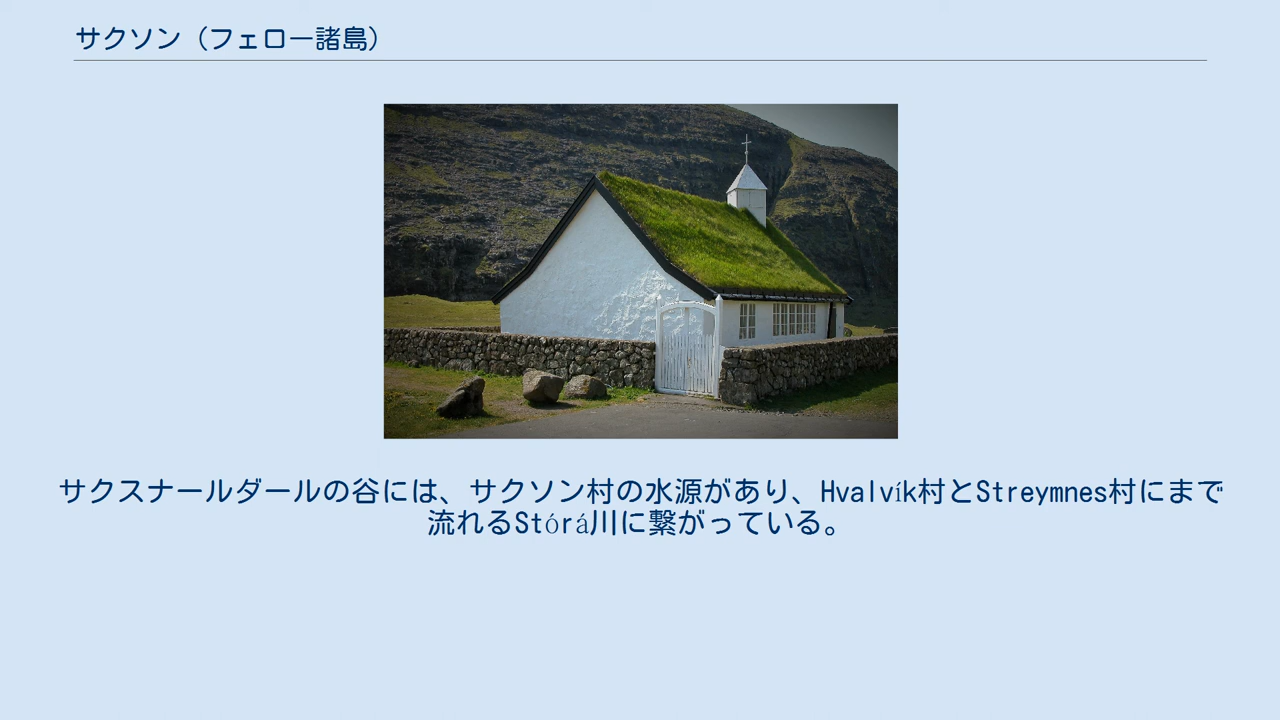 サクソン（フェロー諸島）
サクスナールダールの谷には、サクソン村の水源があり、Hvalvík村とStreymnes村にまで
流れるStórá川に繋がっている。